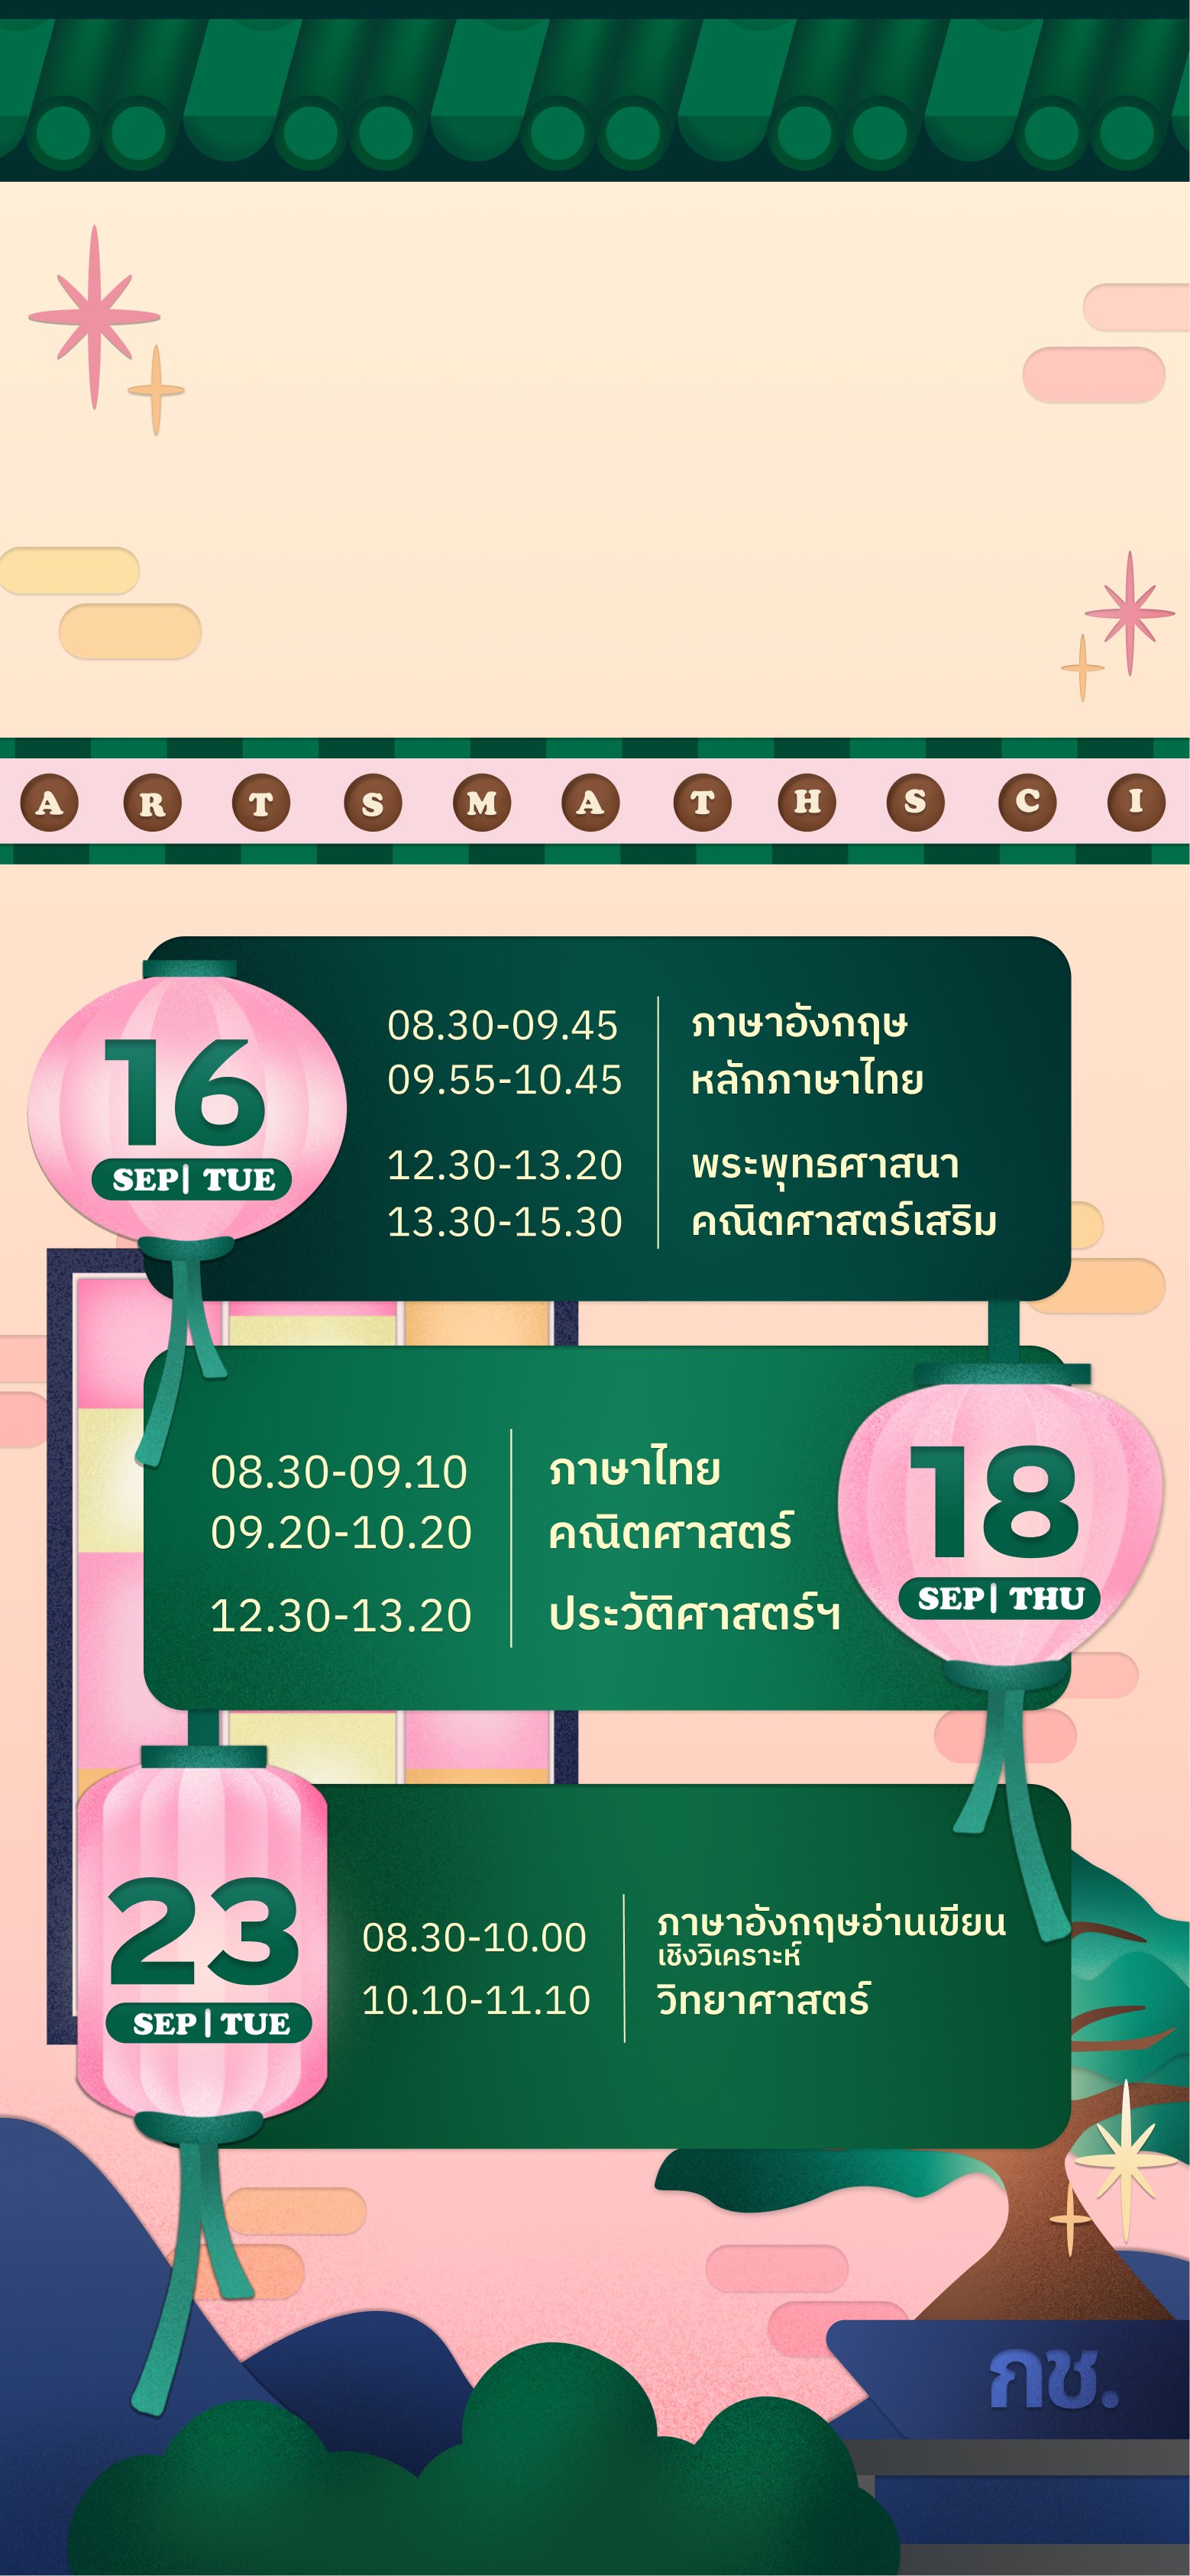 A R T S M A T H S C I
16
SEP| TUE
08.30-09.45 ภาษาอังกฤษ
09.55-10.45 หลักภาษาไทย
12.30-13.20 พระพุทธศาสนา
13.30-15.30 คณิตศาสตร์เสริม
08.30-09.10 ภาษาไทย
09.20-10.20 คณิตศาสตร์
12.30-13.20 ประวัติศาสตร์ฯ
18
SEP| THU
23
SEP| TUE
08.30-10.00 ภาษาอังกฤษอ่านเขียน
เชิงวิเคราะห์
10.10-11.10 วิทยาศาสตร์
กช.